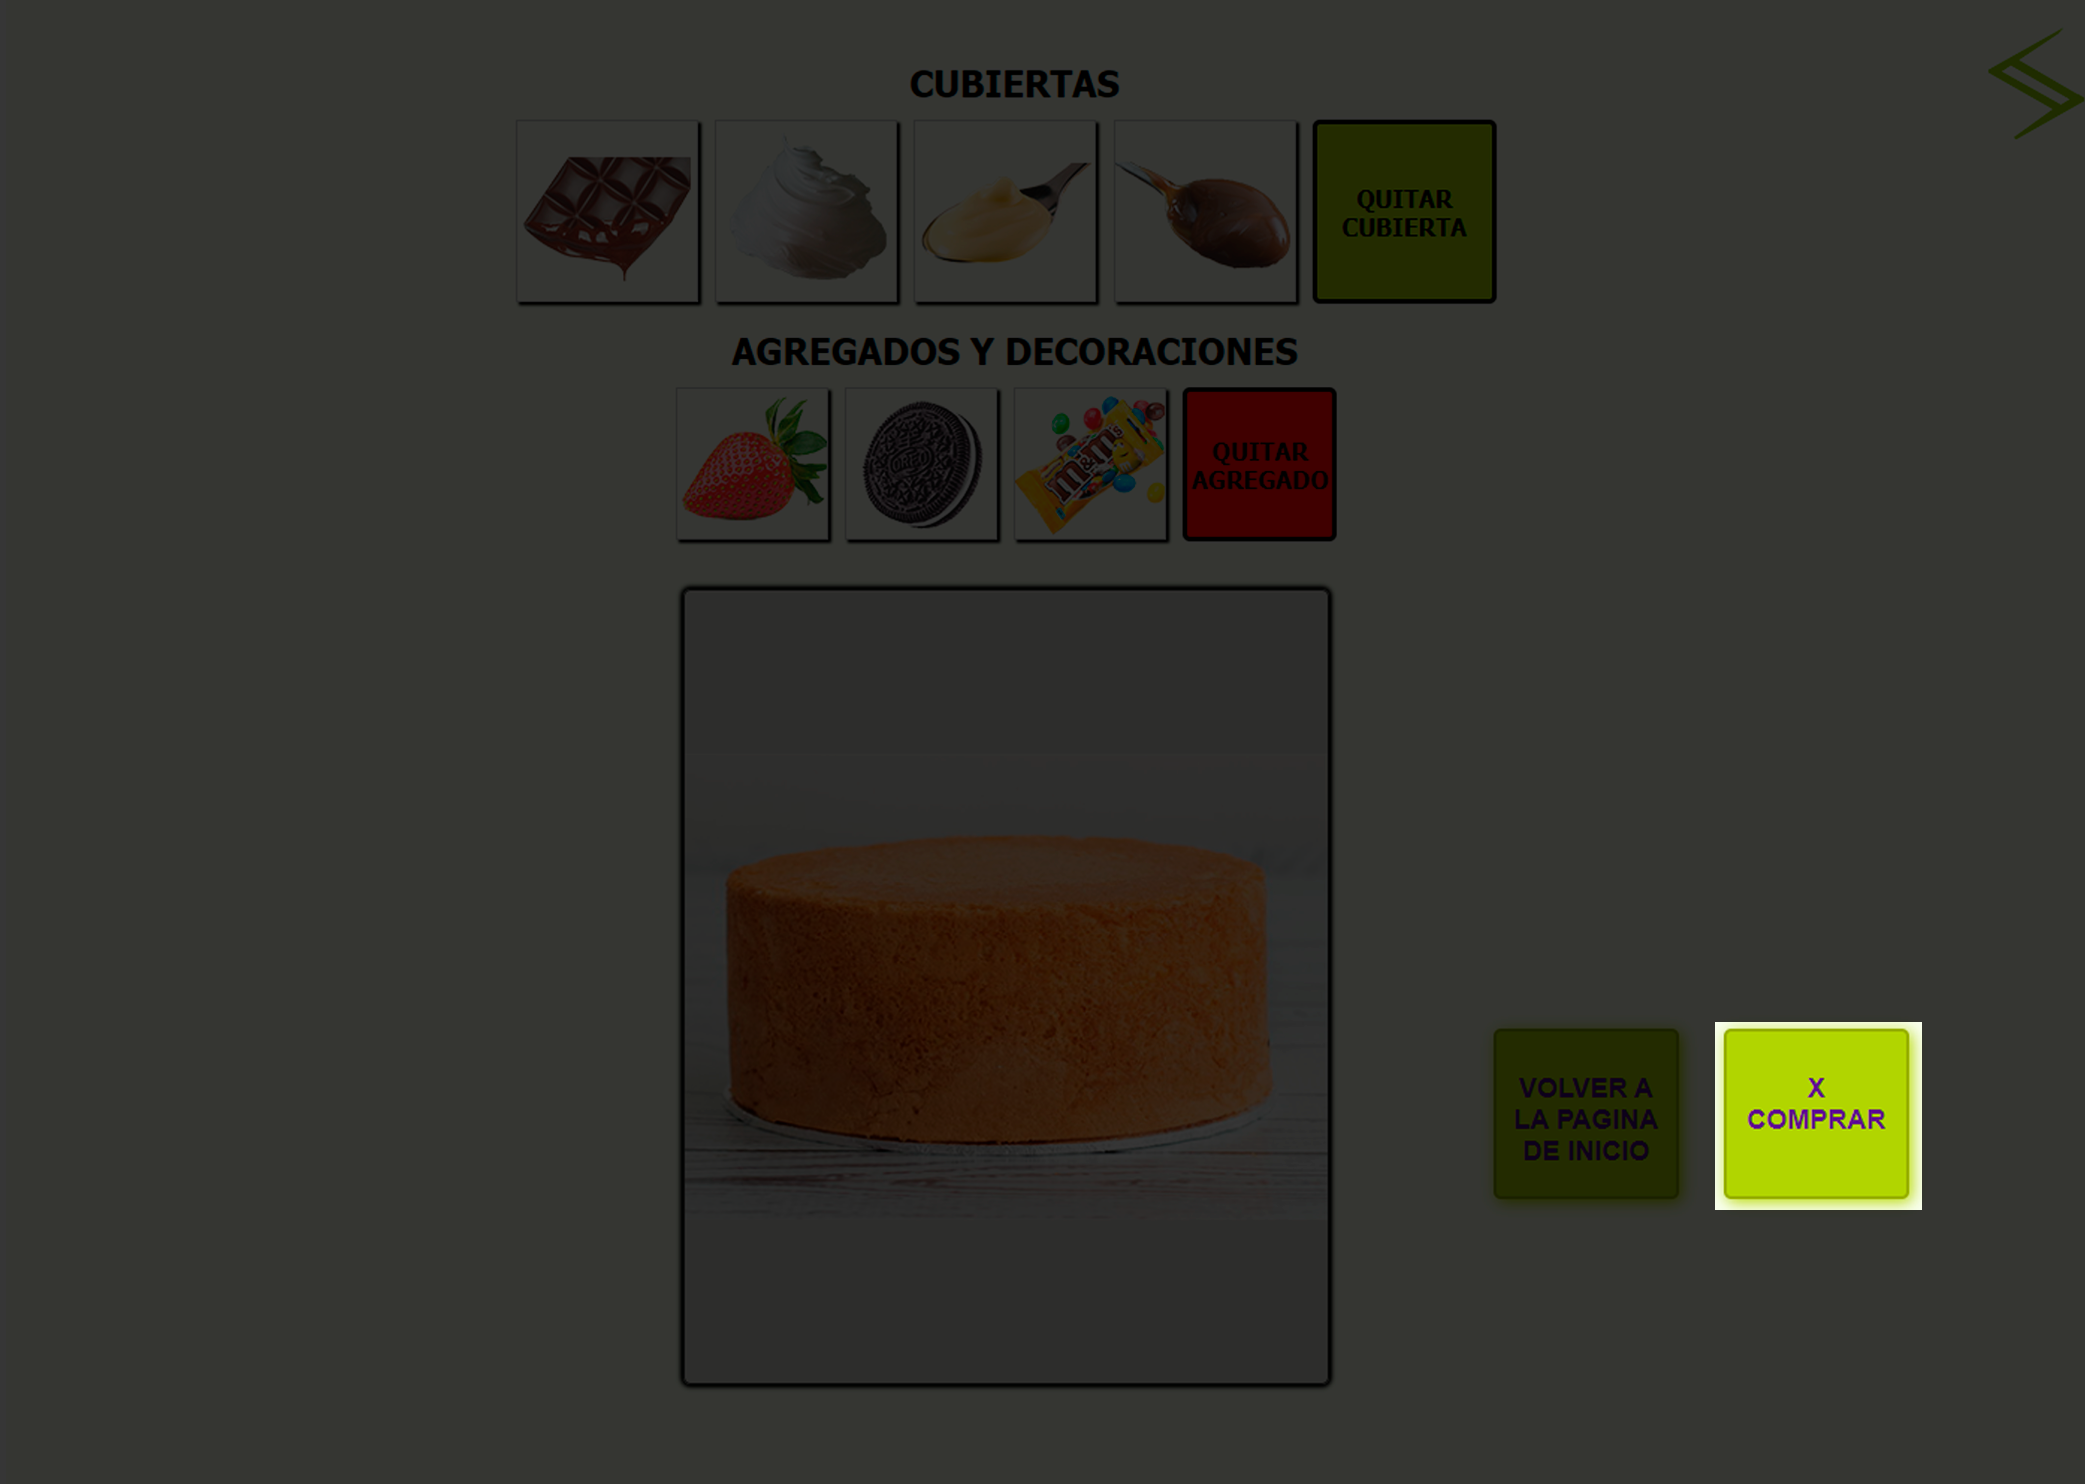 CUBIERTAS
QUITAR
CUBIERTA
AGREGADOS Y DECORACIONES
OREO
m&m's
QUITAR
AGREGADO
VOLVER A
LA PAGINA
DE INICIO
X
COMPRAR